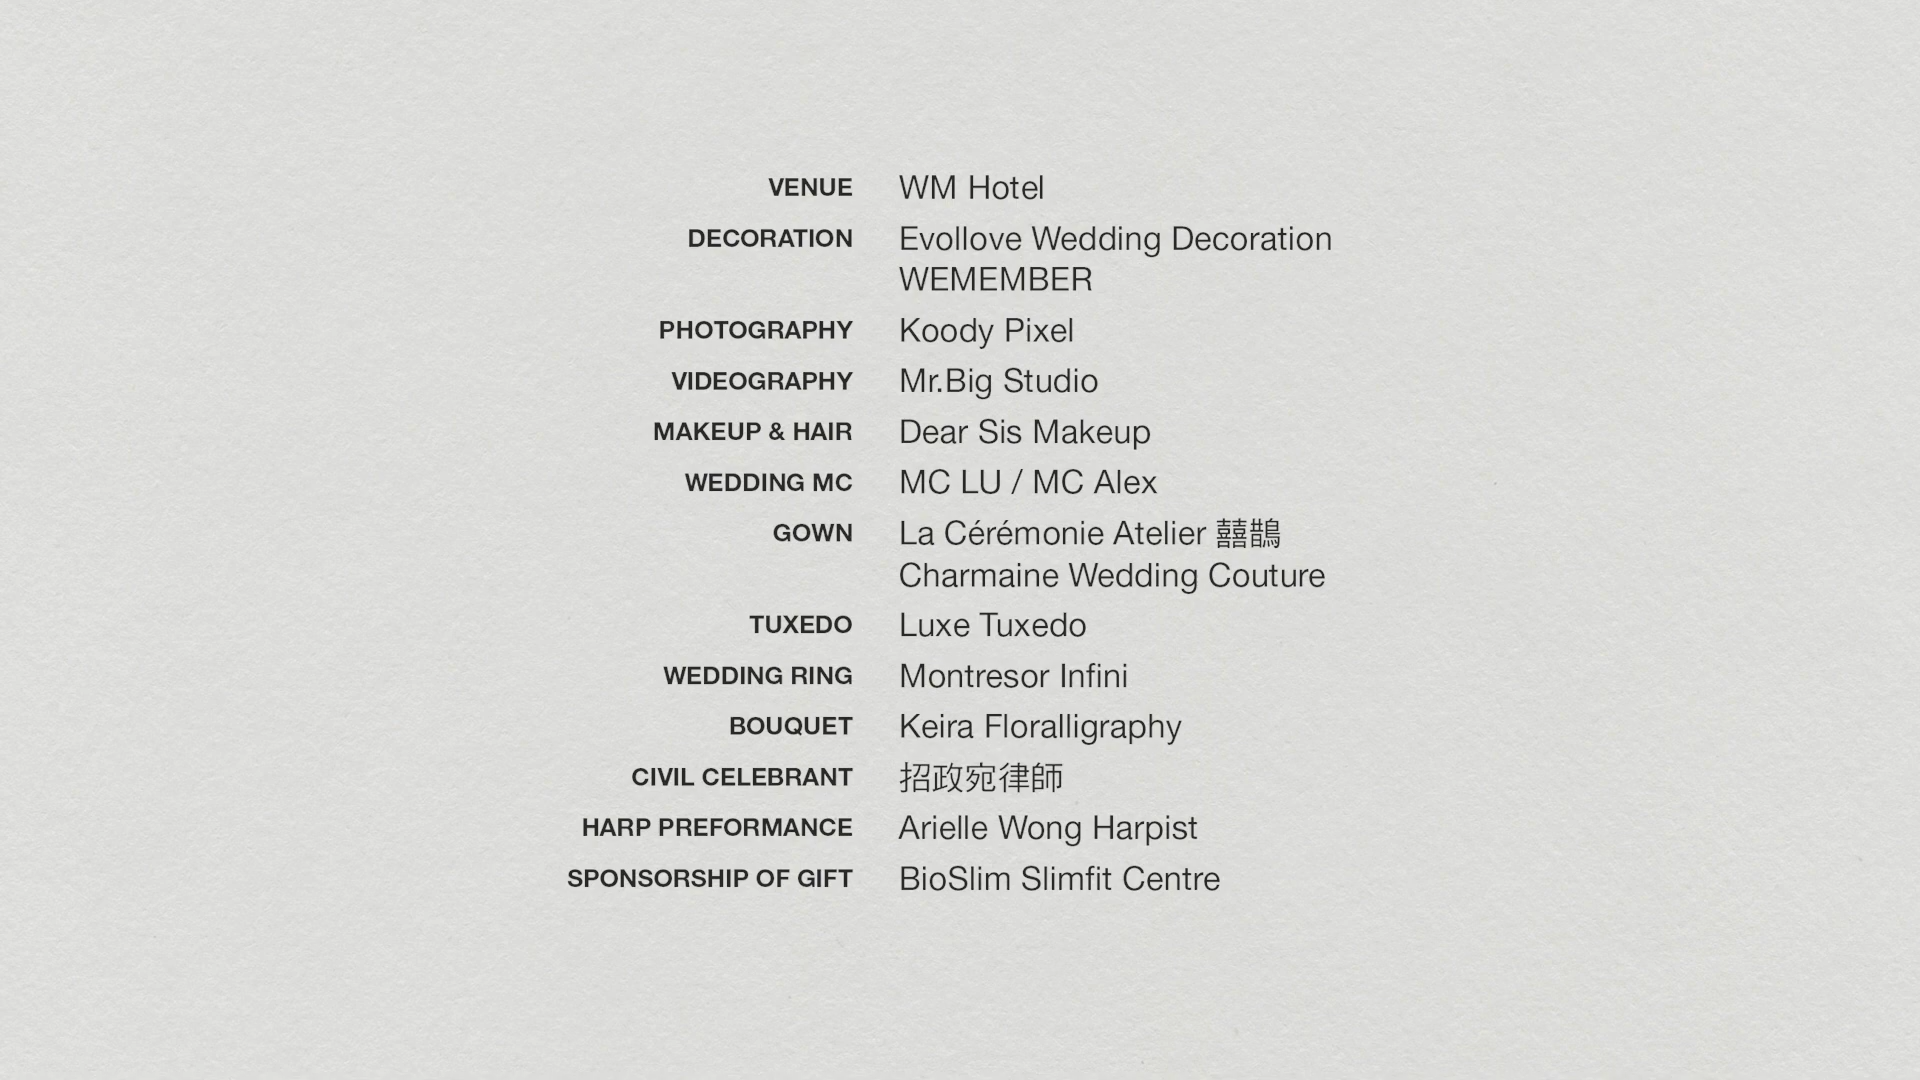 VENUE WM Hotel
DECORATION Evollove Wedding Decoration
WEMEMBER
PHOTOGRAPHY Koody Pixel
VIDEOGRAPHY Mr.Big Studio
MAKEUP & HAIR Dear Sis Makeup
WEDDING MC MC LU / MC Alex
GOWN La Cérémonie Atelier 囍鵲
Charmaine Wedding Couture
TUXEDO Luxe Tuxedo
WEDDING RING Montresor Infini
BOUQUET Keira Floralligraphy
CIVIL CELEBRANT 招政宛律師
HARP PREFORMANCE Arielle Wong Harpist
SPONSORSHIP OF GIFT BioSlim Slimfit Centre